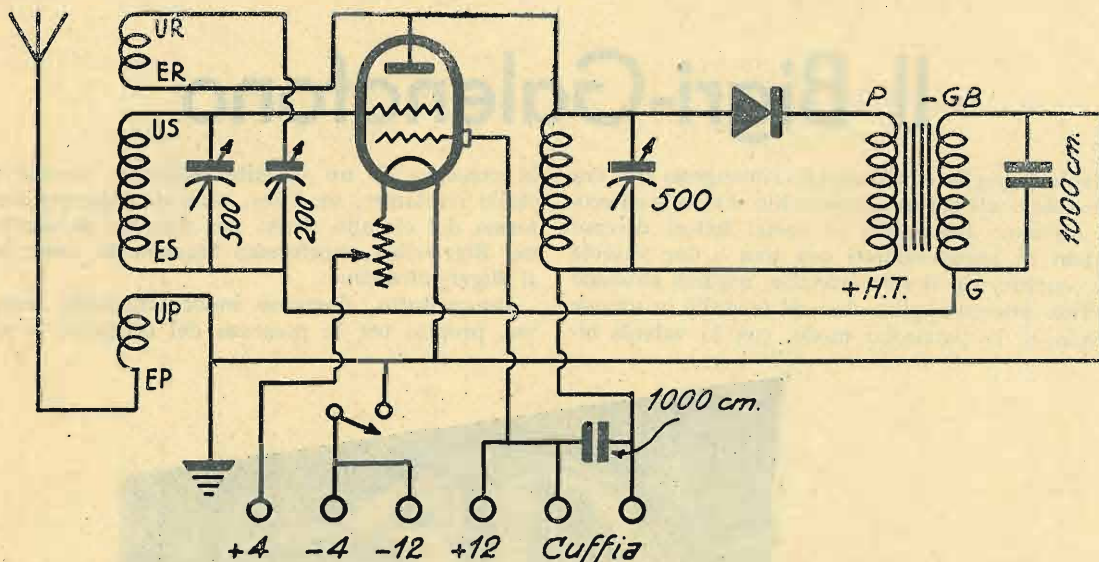 UR
ER
US
500
200
ES
UP
EP
500
P
-GB
1000 cm.
+H.T.
G
1000 cm.
+4 -4 -12 +12 Cuffia